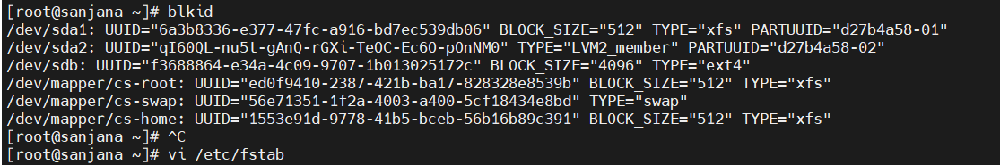 [root@sanjana ~]# blkid
/dev/sda1: UUID="6a3b8336-e377-47fc-a916-bd7ec539db06" BLOCK_SIZE="512" TYPE="xfs" PARTUUID="d27b4a58-01"
/dev/sda2: UUID="qI60QL-nu5t-gAnQ-rGXi-TeOC-Ec6O-pOnNM0" TYPE="LVM2_member" PARTUUID="d27b4a58-02"
/dev/sdb: UUID="f3688864-e34a-4c09-9707-1b013025172c" BLOCK_SIZE="4096" TYPE="ext4"
/dev/mapper/cs-root: UUID="ed0f9410-2387-421b-ba17-828328e8539b" BLOCK_SIZE="512" TYPE="xfs"
/dev/mapper/cs-swap: UUID="56e71351-1f2a-4003-a400-5cf18434e8bd" TYPE="swap"
/dev/mapper/cs-home: UUID="1553e91d-9778-41b5-bceb-56b16b89c391" BLOCK_SIZE="512" TYPE="xfs"
[root@sanjana ~]# ^C
[root@sanjana ~]# vi /etc/fstab